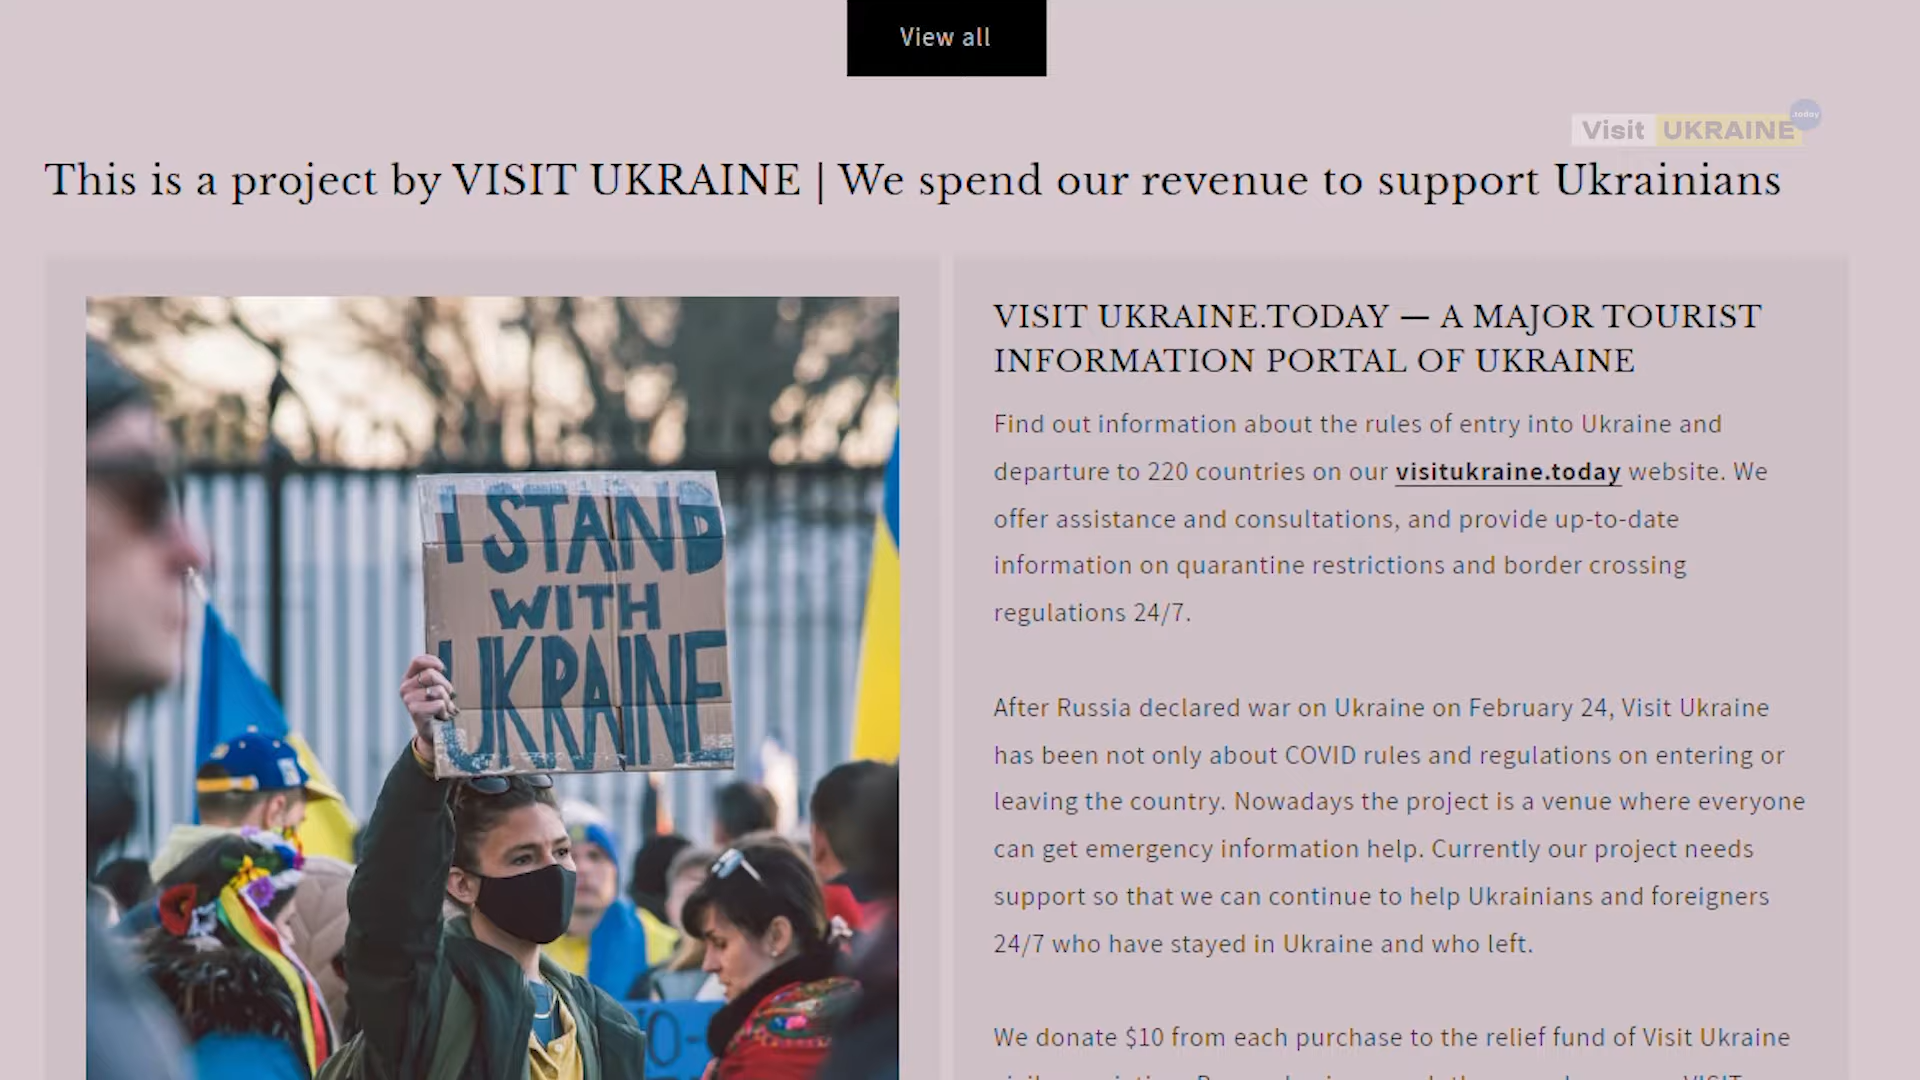 View all
Visit UKRAINE .today
This is a project by VISIT UKRAINE | We spend our revenue to support Ukrainians
I STAND
WITH
UKRAINE
VISIT UKRAINE.TODAY — A MAJOR TOURIST
INFORMATION PORTAL OF UKRAINE
Find out information about the rules of entry into Ukraine and
departure to 220 countries on our visitukraine.today website. We
offer assistance and consultations, and provide up-to-date
information on quarantine restrictions and border crossing
regulations 24/7.
After Russia declared war on Ukraine on February 24, Visit Ukraine
has been not only about COVID rules and regulations on entering or
leaving the country. Nowadays the project is a venue where everyone
can get emergency information help. Currently our project needs
support so that we can continue to help Ukrainians and foreigners
24/7 who have stayed in Ukraine and who left.
We donate $10 from each purchase to the relief fund of Visit Ukraine